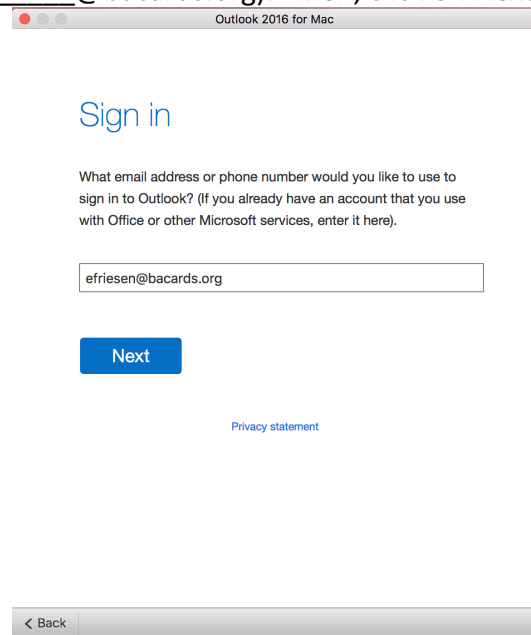 Outlook 2016 for Mac
Sign in
What email address or phone number would you like to use to
sign in to Outlook? (If you already have an account that you use
with Office or other Microsoft services, enter it here).
efriesen@bacards.org
Next
Privacy statement
Back